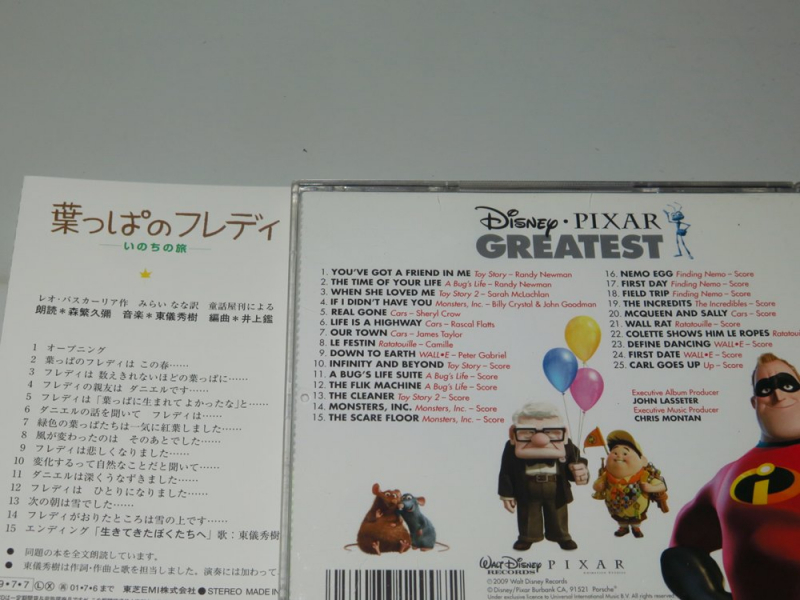 葉っぱのフレディ
いのちの旅
レオ・バスカーリア作 みらい なな訳 童話屋刊による
朗読＊森繁久彌 音楽＊東儀秀樹 編曲＊井上鑑
1 オープニング
2 葉っぱのフレディは この春……
3 フレディは 数えきれないほどの葉っぱに……
4 フレディの親友は ダニエルです……
5 フレディは「葉っぱに生まれて よかったな」と……
6 ダニエルの話を聞いて フレディは……
7 緑色の葉っぱたちは一気に紅葉しました……
8 風が変わったのは そのあとでした……
9 フレディは悲しくなりました……
10 変化するって自然なことだと聞いて……
11 ダニエルは深くうなずきました……
12 フレディは ひとりになりました……
13 次の朝は雪でした……
14 フレディがおりたところは雪の上です……
15 エンディング「生きてきたぼくたちへ」歌：東儀秀樹
● 同題の本を全文朗読しています。
● 東儀秀樹は作詞・作曲と歌を担当しました。演奏には加わって
9・7・7 Ⓛ Ⓧ 01・7・6 まで 東芝EMI株式会社 ●STEREO MADE IN
Disney・PIXAR
GREATEST
1. YOU'VE GOT A FRIEND IN ME Toy Story – Randy Newman
2. THE TIME OF YOUR LIFE A Bug's Life – Randy Newman
3. WHEN SHE LOVED ME Toy Story 2 – Sarah McLachlan
4. IF I DIDN'T HAVE YOU Monsters, Inc. – Billy Crystal & John Goodman
5. REAL GONE Cars – Sheryl Crow
6. LIFE IS A HIGHWAY Cars – Rascal Flatts
7. OUR TOWN Cars – James Taylor
8. LE FESTIN Ratatouille – Camille
9. DOWN TO EARTH WALL•E – Peter Gabriel
10. INFINITY AND BEYOND Toy Story – Score
11. A BUG'S LIFE SUITE A Bug's Life – Score
12. THE FLIK MACHINE A Bug's Life – Score
13. THE CLEANER Toy Story 2 – Score
14. MONSTERS, INC. Monsters, Inc. – Score
15. THE SCARE FLOOR Monsters, Inc. – Score
16. NEMO EGG Finding Nemo – Score
17. FIRST DAY Finding Nemo – Score
18. FIELD TRIP Finding Nemo – Score
19. THE INCREDITS The Incredibles – Score
20. MCQUEEN AND SALLY Cars – Score
21. WALL RAT Ratatouille – Score
22. COLETTE SHOWS HIM LE ROPES Ratatouille
23. DEFINE DANCING WALL•E – Score
24. FIRST DATE WALL•E – Score
25. CARL GOES UP Up – Score
Executive Album Producer
JOHN LASSETER
Executive Music Producer
CHRIS MONTAN
i
Walt Disney RECORDS PIXAR
© 2009 Walt Disney Records
© Disney/Pixar Burbank CA, 91521 Porsche™
Under exclusive licence to Universal International Music B.V.